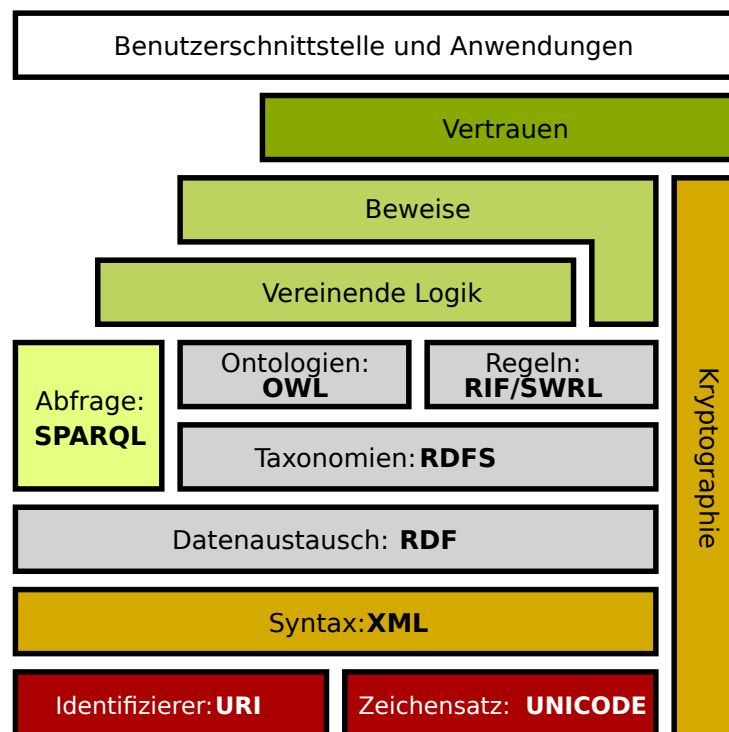 Benutzerschnittstelle und Anwendungen
Vertrauen
Beweise
Vereinende Logik
Abfrage:
SPARQL
Ontologien:
OWL
Regeln:
RIF/SWRL
Taxonomien: RDFS
Datenaustausch: RDF
Syntax: XML
Identifizierer: URI
Zeichensatz: UNICODE
Kryptographie